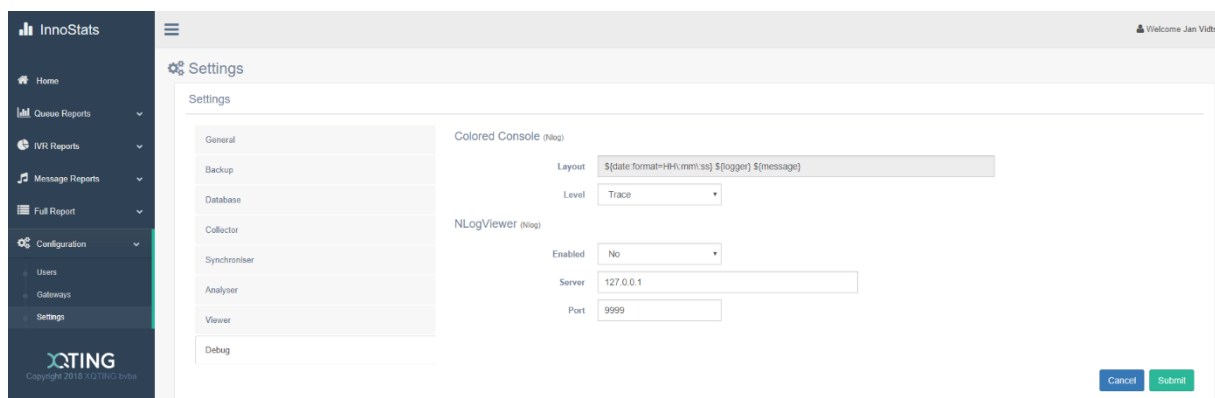 InnoStats
Welcome Jan Vidts
Home
Queue Reports
IVR Reports
Message Reports
Full Report
Configuration
Users
Gateways
Settings
XQTING
Copyright 2018 XQTING bvba
Settings
Settings
General
Backup
Database
Collector
Synchroniser
Analyser
Viewer
Debug
Colored Console (Nlog)
Layout ${date:format=HH\:mm\:ss} ${logger} ${message}
Level Trace
NLogViewer (Nlog)
Enabled No
Server 127.0.0.1
Port 9999
Cancel Submit